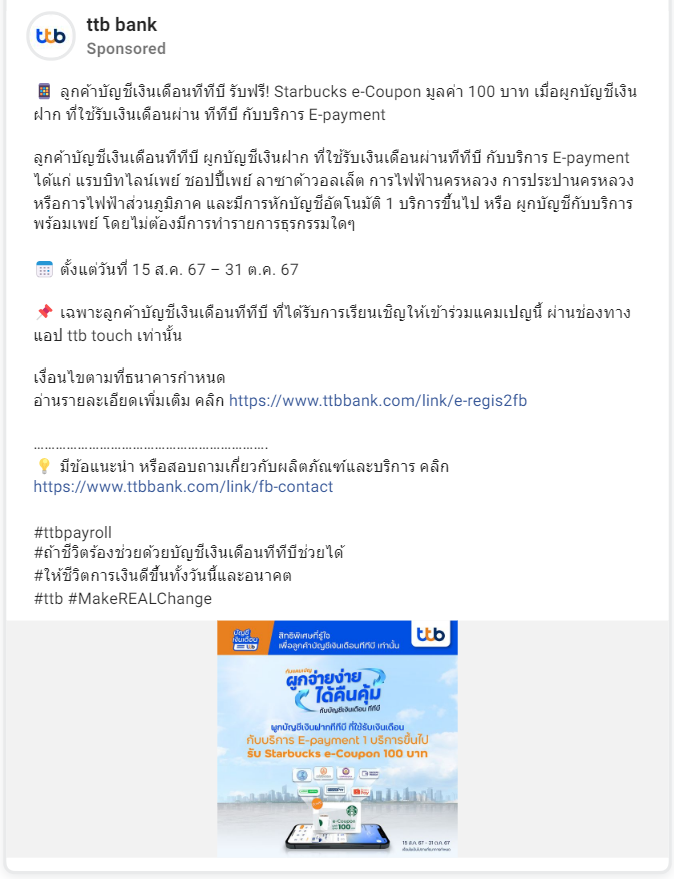 ttb
ttb bank
Sponsored
ลูกค้าบัญชีเงินเดือนทีทีบี รับฟรี! Starbucks e-Coupon มูลค่า 100 บาท เมื่อผูกบัญชีเงิน
ฝาก ที่ใช้รับเงินเดือนผ่าน ทีทีบี กับบริการ E-payment
ลูกค้าบัญชีเงินเดือนทีทีบี ผูกบัญชีเงินฝาก ที่ใช้รับเงินเดือนผ่านทีทีบี กับบริการ E-payment
ได้แก่ แรบบิทไลน์เพย์ ชอปปี้เพย์ ลาซาด้าวอลเล็ต การไฟฟ้านครหลวง การประปานครหลวง
หรือการไฟฟ้าส่วนภูมิภาค และมีการหักบัญชีอัตโนมัติ 1 บริการขึ้นไป หรือ ผูกบัญชีกับบริการ
พร้อมเพย์ โดยไม่ต้องมีการทำรายการธุรกรรมใดๆ
ตั้งแต่วันที่ 15 ส.ค. 67 – 31 ต.ค. 67
เฉพาะลูกค้าบัญชีเงินเดือนทีทีบี ที่ได้รับการเรียนเชิญให้เข้าร่วมแคมเปญนี้ ผ่านช่องทาง
แอป ttb touch เท่านั้น
เงื่อนไขตามที่ธนาคารกำหนด
อ่านรายละเอียดเพิ่มเติม คลิก https://www.ttbbank.com/link/e-regis2fb
……………………………………………………….
มีข้อแนะนำ หรือสอบถามเกี่ยวกับผลิตภัณฑ์และบริการ คลิก
https://www.ttbbank.com/link/fb-contact
#ttbpayroll
#ถ้าชีวิตร้องช่วยด้วยบัญชีเงินเดือนทีทีบีช่วยได้
#ให้ชีวิตการเงินดีขึ้นทั้งวันนี้และอนาคต
#ttb #MakeREALChange
บัญชี
เงินเดือน
ttb
สิทธิพิเศษที่รู้ใจ
เพื่อลูกค้าบัญชีเงินเดือนทีทีบี เท่านั้น
ttb
ผูกจ่ายง่าย
ได้คืนคุ้ม
กับบัญชีเงินเดือน ทีทีบี
ผูกบัญชีเงินฝากทีทีบี ที่ใช้รับเงินเดือน
กับบริการ E-payment 1 บริการขึ้นไป
รับ Starbucks e-Coupon 100 บาท
e-Coupon
100
15 ส.ค. 67 - 31 ต.ค. 67